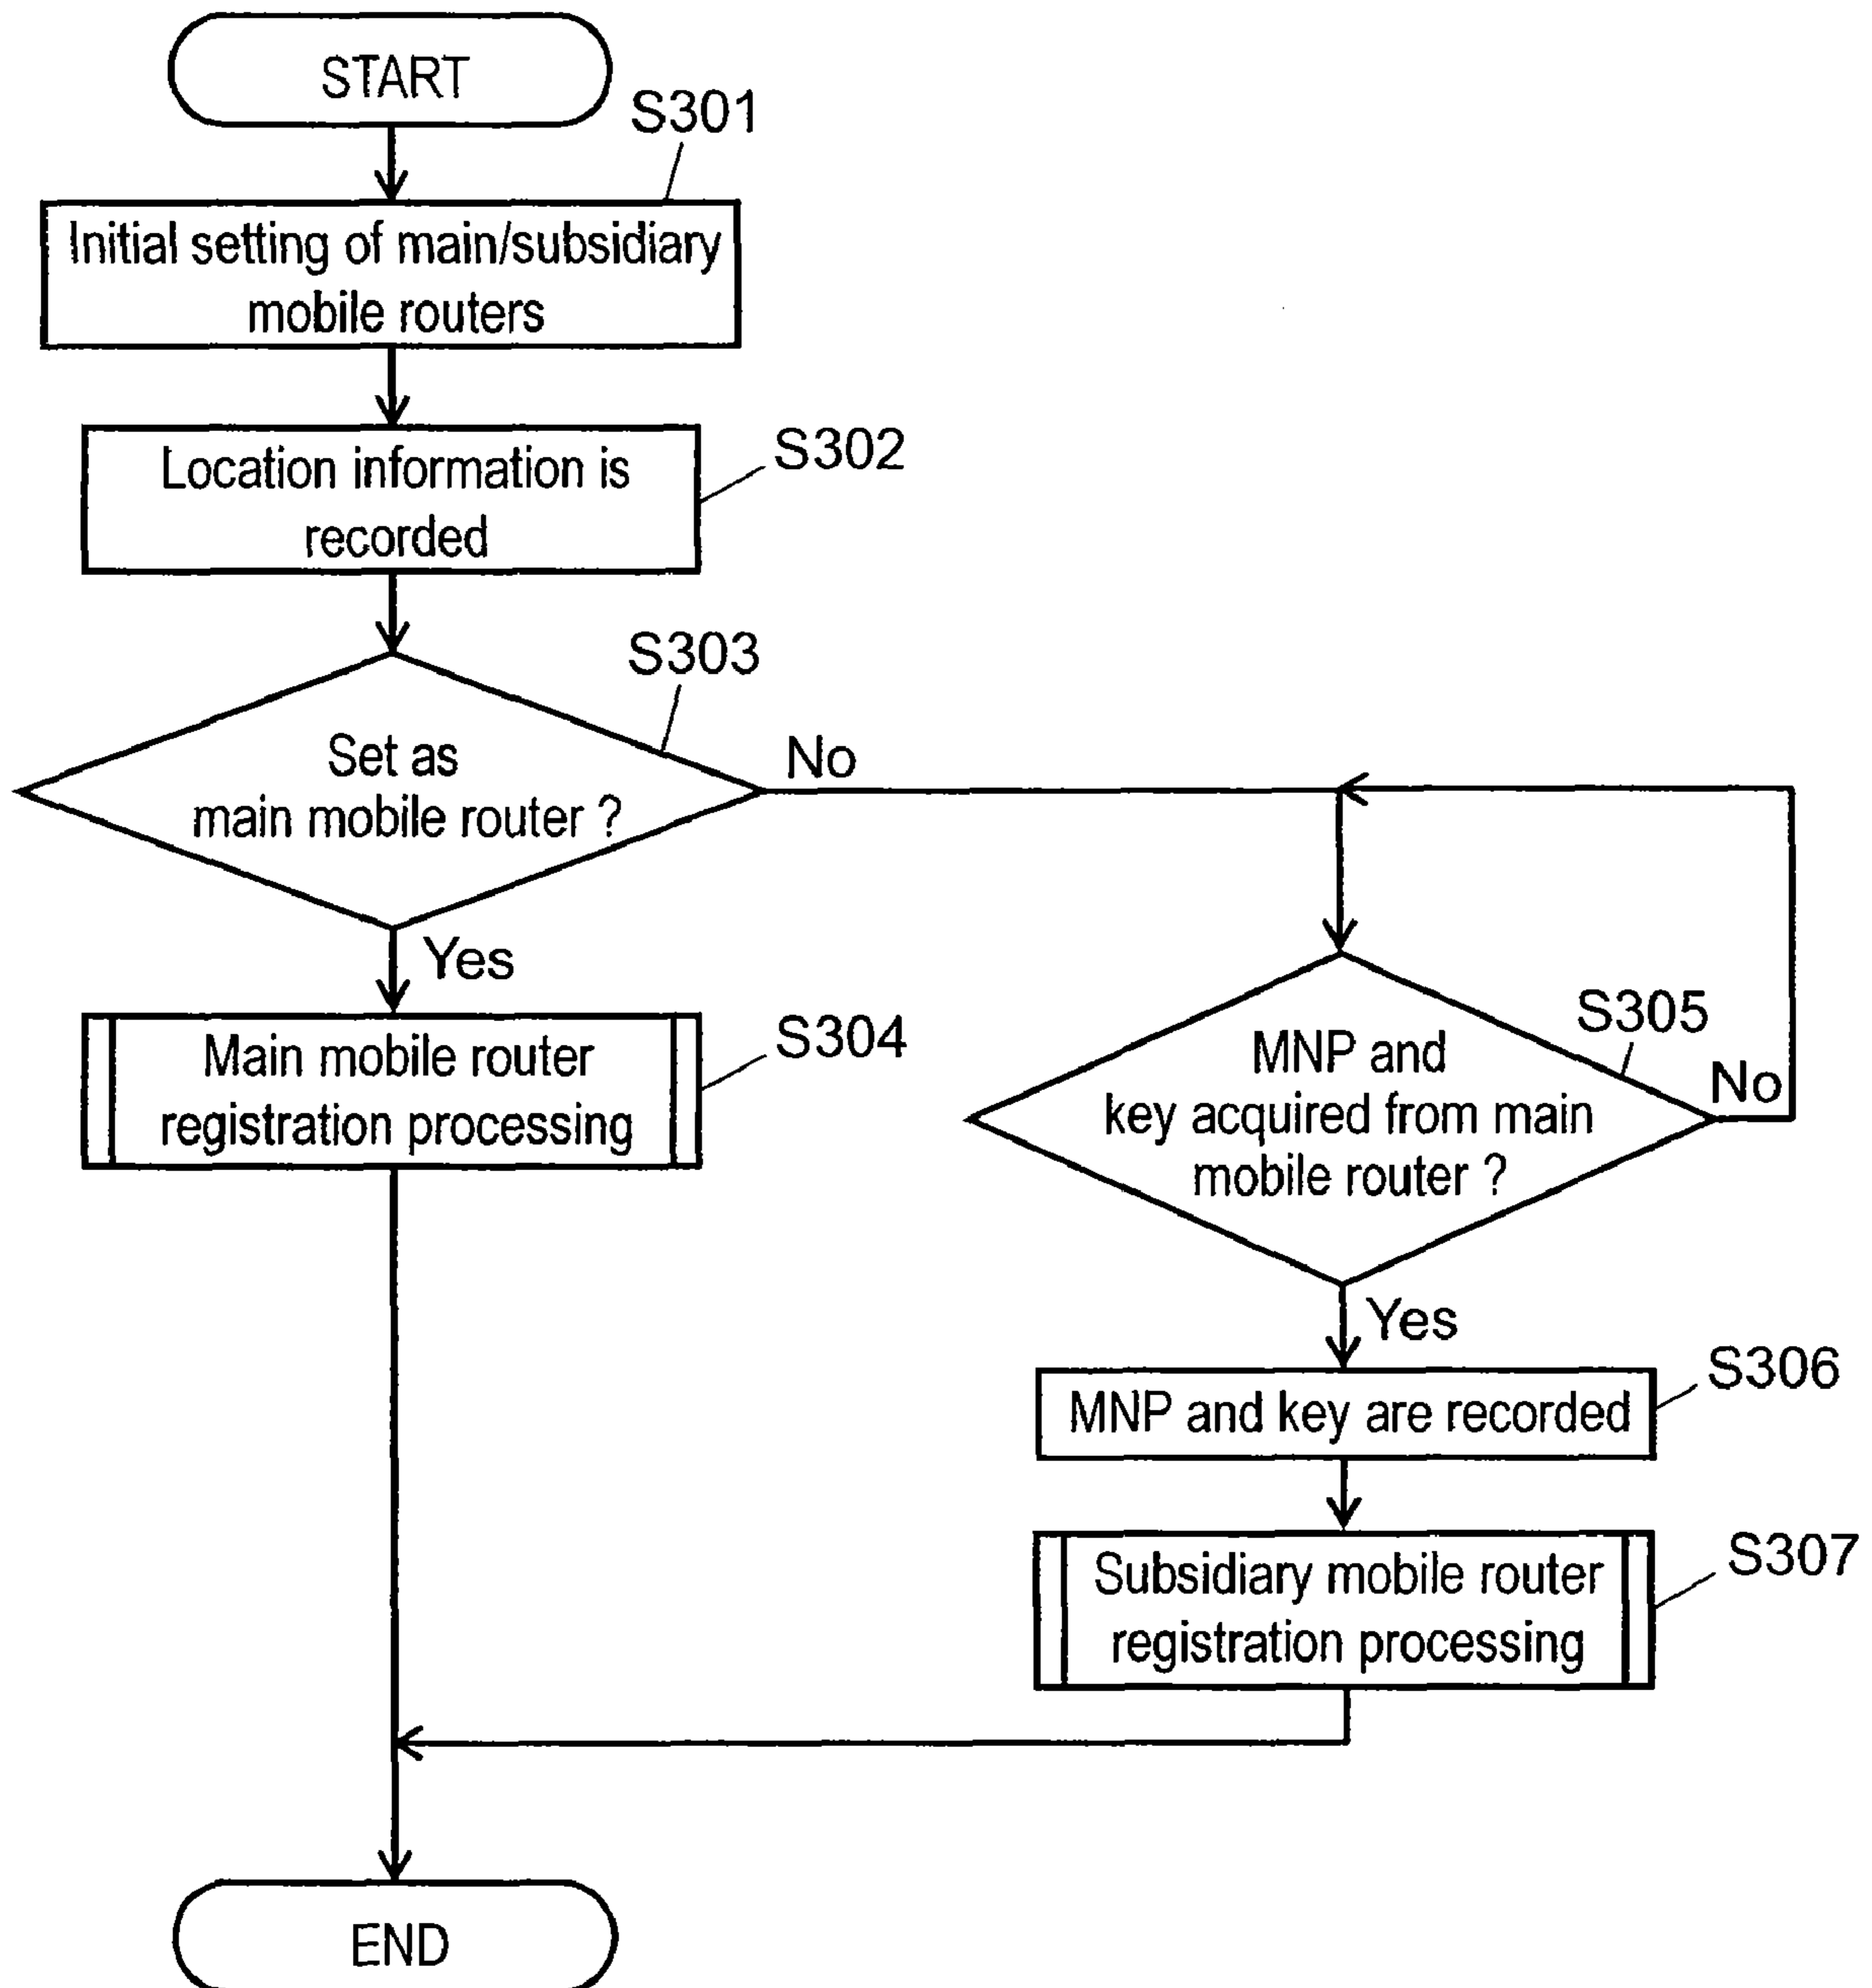 START
S301
Initial setting of main/subsidiary
mobile routers
Location information is
recorded
S302
S303
Set as
main mobile router ?
No
Yes
Main mobile router
registration processing
S304
S305
MNP and
key acquired from main
mobile router ?
No
Yes
MNP and key are recorded
S306
Subsidiary mobile router
registration processing
S307
END